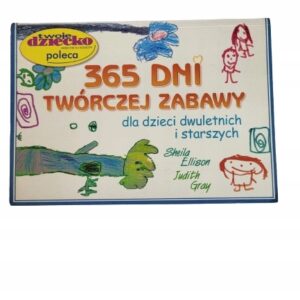 twoje
dziecko
poleca
365 DNI
TWÓRCZEJ ZABAWY
dla dzieci dwuletnich
i starszych
Sheila
Ellison
Judith
Gray